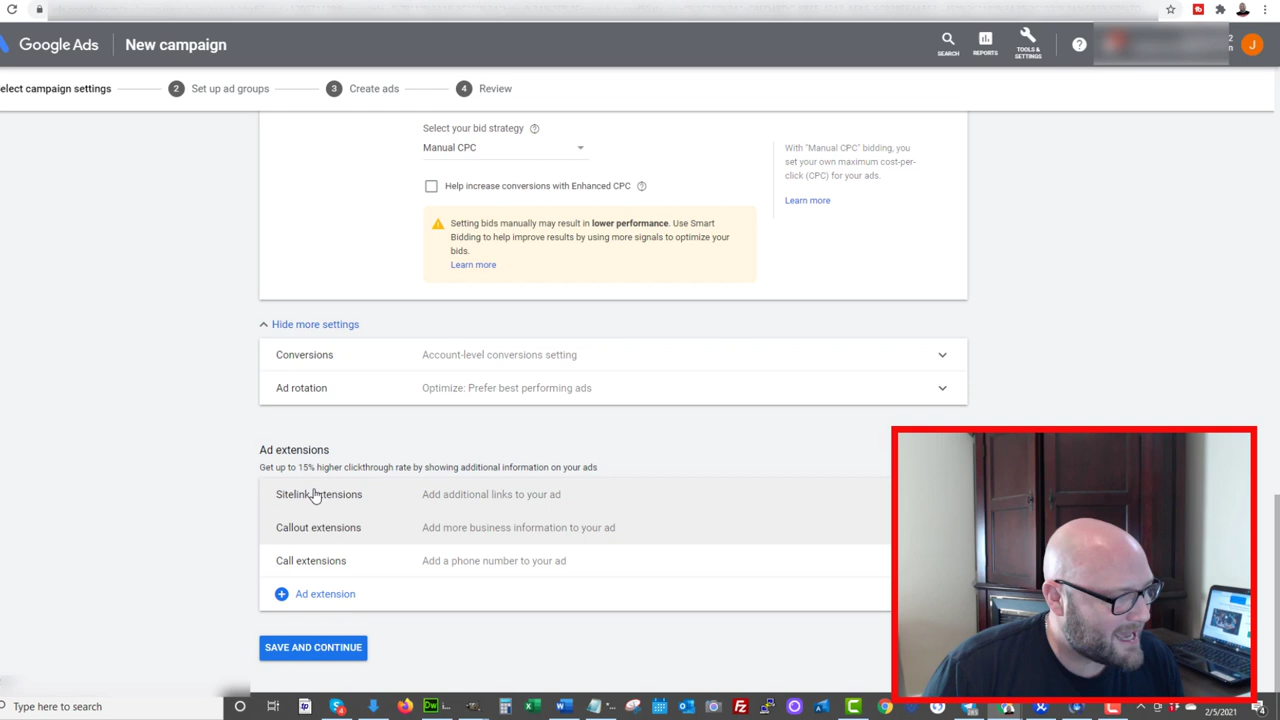 Google Ads
New campaign
SEARCH
REPORTS
TOOLS &
SETTINGS
J
elect campaign settings
2 Set up ad groups
3 Create ads
4 Review
Select your bid strategy
Manual CPC
Help increase conversions with Enhanced CPC
Setting bids manually may result in lower performance. Use Smart
Bidding to help improve results by using more signals to optimize your
bids.
Learn more
With "Manual CPC" bidding, you
set your own maximum cost-per-
click (CPC) for your ads.
Learn more
Hide more settings
Conversions Account-level conversions setting
Ad rotation Optimize: Prefer best performing ads
Ad extensions
Get up to 15% higher clickthrough rate by showing additional information on your ads
Sitelink extensions Add additional links to your ad
Callout extensions Add more business information to your ad
Call extensions Add a phone number to your ad
Ad extension
SAVE AND CONTINUE
Type here to search
2/5/2021